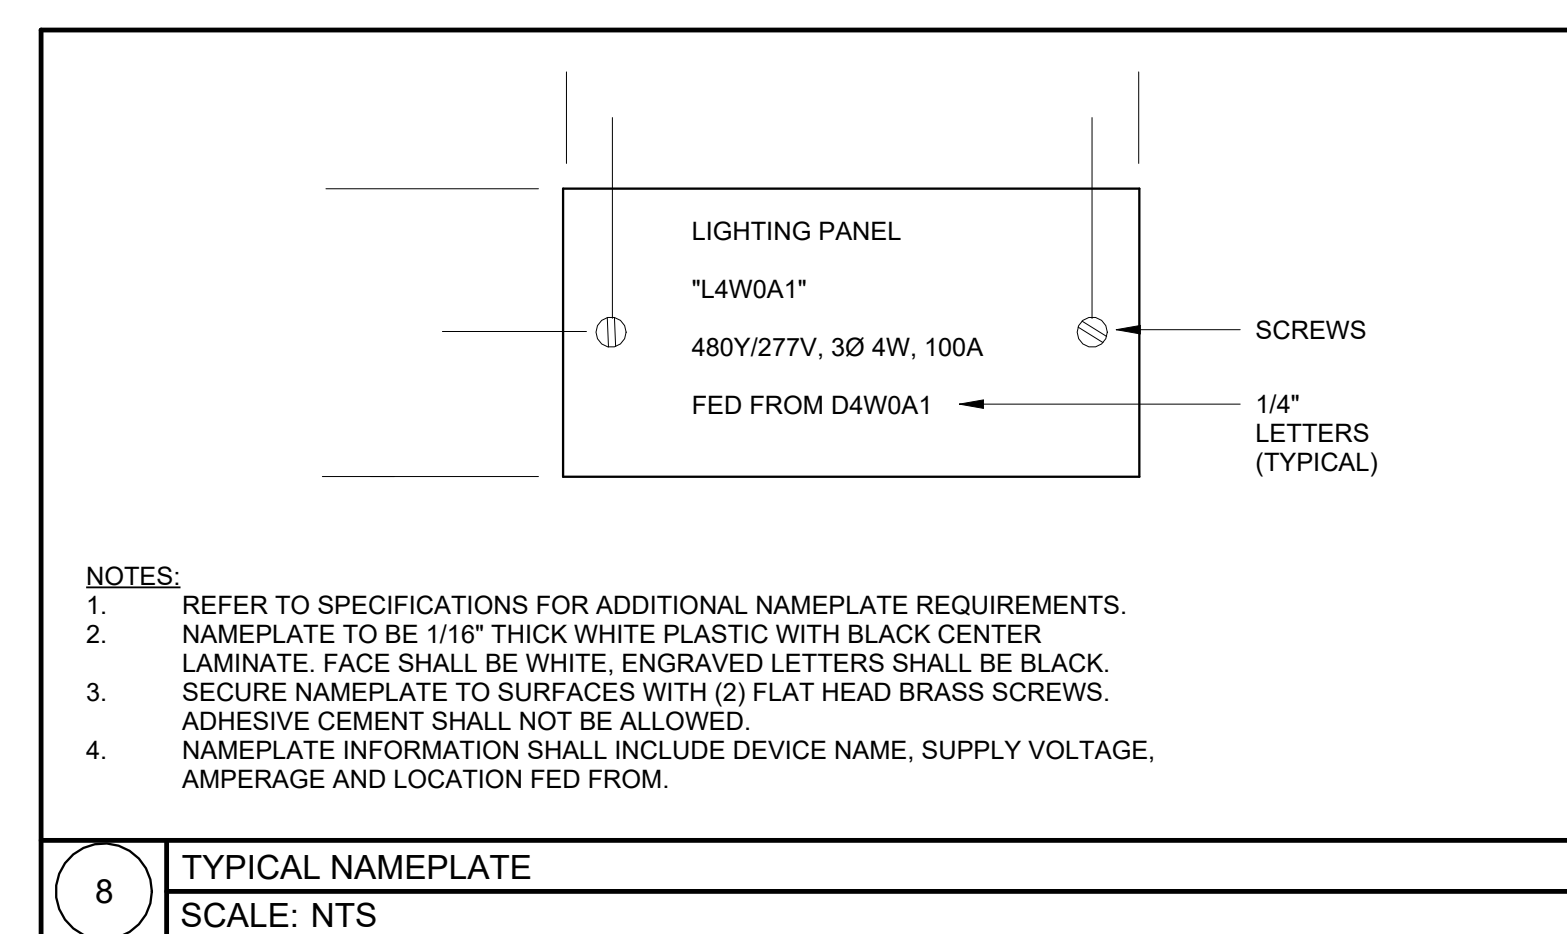 LIGHTING PANEL
"L4W0A1"
480Y/277V, 3Ø 4W, 100A
FED FROM D4W0A1
SCREWS
1/4"
LETTERS
(TYPICAL)
NOTES:
1. REFER TO SPECIFICATIONS FOR ADDITIONAL NAMEPLATE REQUIREMENTS.
2. NAMEPLATE TO BE 1/16" THICK WHITE PLASTIC WITH BLACK CENTER
LAMINATE. FACE SHALL BE WHITE, ENGRAVED LETTERS SHALL BE BLACK.
3. SECURE NAMEPLATE TO SURFACES WITH (2) FLAT HEAD BRASS SCREWS.
ADHESIVE CEMENT SHALL NOT BE ALLOWED.
4. NAMEPLATE INFORMATION SHALL INCLUDE DEVICE NAME, SUPPLY VOLTAGE,
AMPERAGE AND LOCATION FED FROM.
8
TYPICAL NAMEPLATE
SCALE: NTS